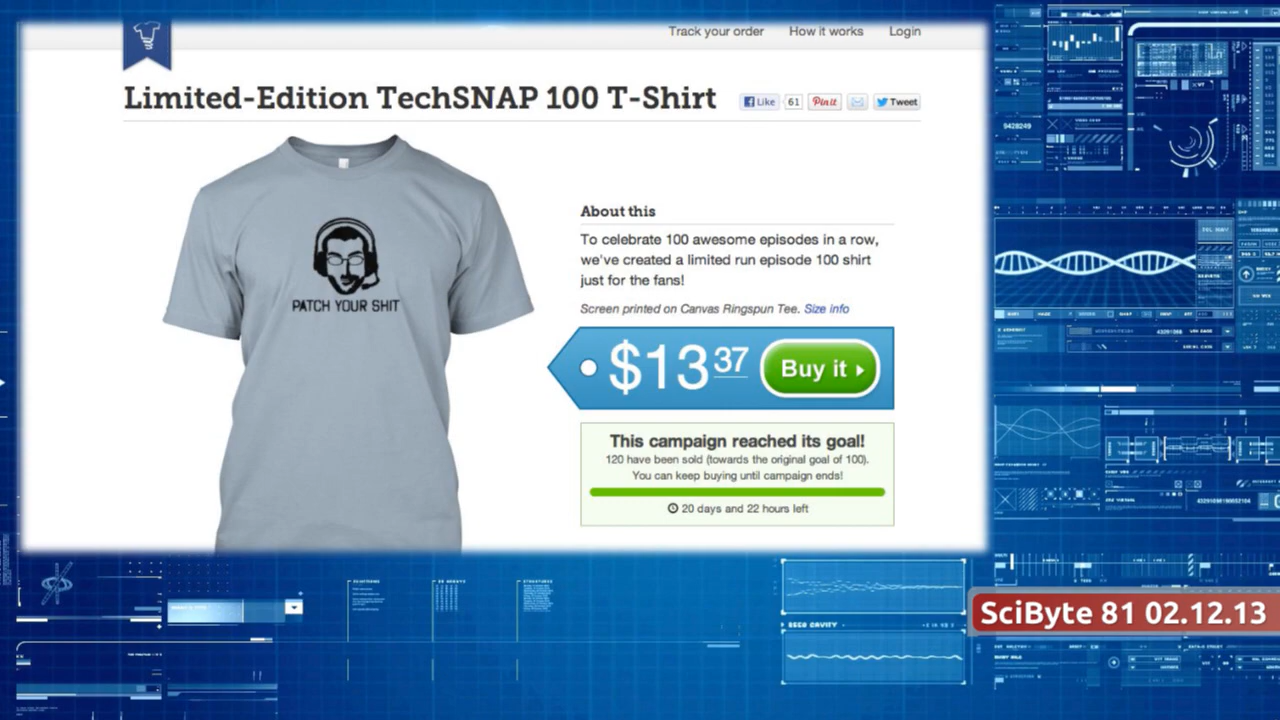 Track your order How it works Login
Limited-Edition TechSNAP 100 T-Shirt
Like 61 Pin it Tweet
PATCH YOUR SHIT
About this
To celebrate 100 awesome episodes in a row,
we've created a limited run episode 100 shirt
just for the fans!
Screen printed on Canvas Ringspun Tee. Size info
$13 37 Buy it
This campaign reached its goal!
120 have been sold (towards the original goal of 100).
You can keep buying until campaign ends!
20 days and 22 hours left
9428249
SciByte 81 02.12.13